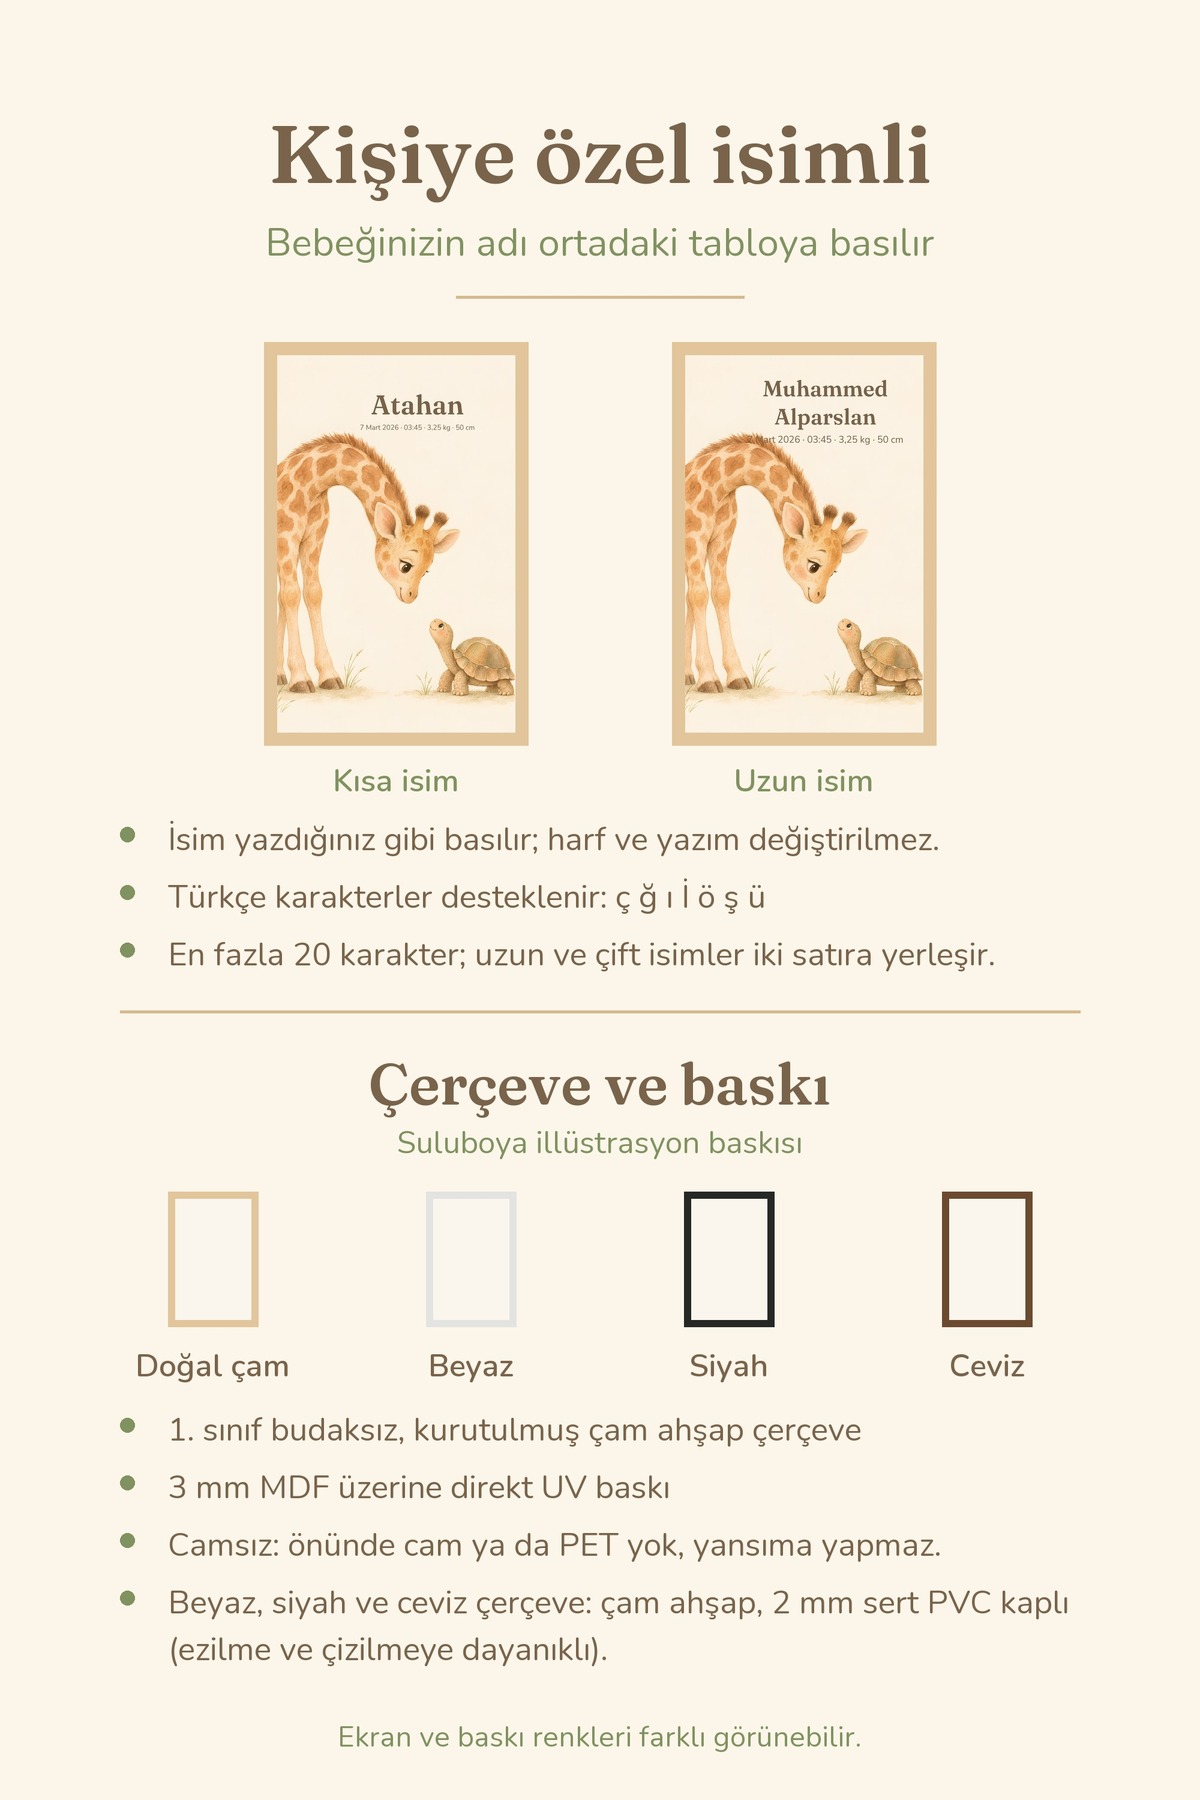 Kişiye özel isimli
Bebeğinizin adı ortadaki tabloya basılır
Atahan
7 Mart 2026 · 03:45 · 3,25 kg · 50 cm
Muhammed
Alparslan
7 Mart 2026 · 03:45 · 3,25 kg · 50 cm
Kısa isim
Uzun isim
İsim yazdığınız gibi basılır; harf ve yazım değiştirilmez.
Türkçe karakterler desteklenir: ç ğ ı İ ö ş ü
En fazla 20 karakter; uzun ve çift isimler iki satıra yerleşir.
Çerçeve ve baskı
Suluboya illüstrasyon baskısı
Doğal çam
Beyaz
Siyah
Ceviz
1. sınıf budaksız, kurutulmuş çam ahşap çerçeve
3 mm MDF üzerine direkt UV baskı
Camsız: önünde cam ya da PET yok, yansıma yapmaz.
Beyaz, siyah ve ceviz çerçeve: çam ahşap, 2 mm sert PVC kaplı
(ezilme ve çizilmeye dayanıklı).
Ekran ve baskı renkleri farklı görünebilir.